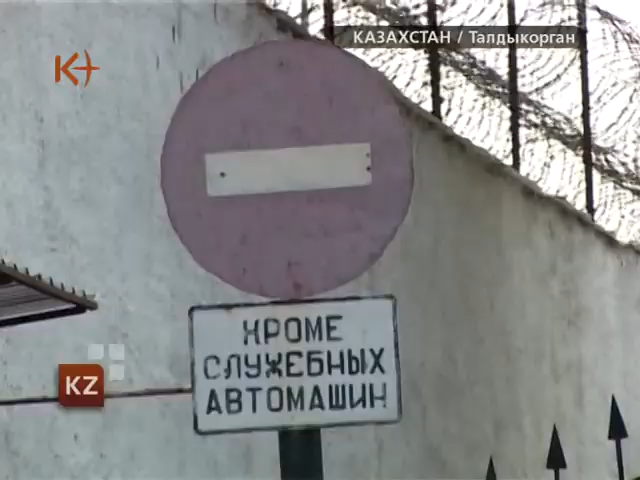 КАЗАХСТАН / Талдыкорган
К+
КРОМЕ
СЛУЖЕБНЫХ
АВТОМАШИН
KZ